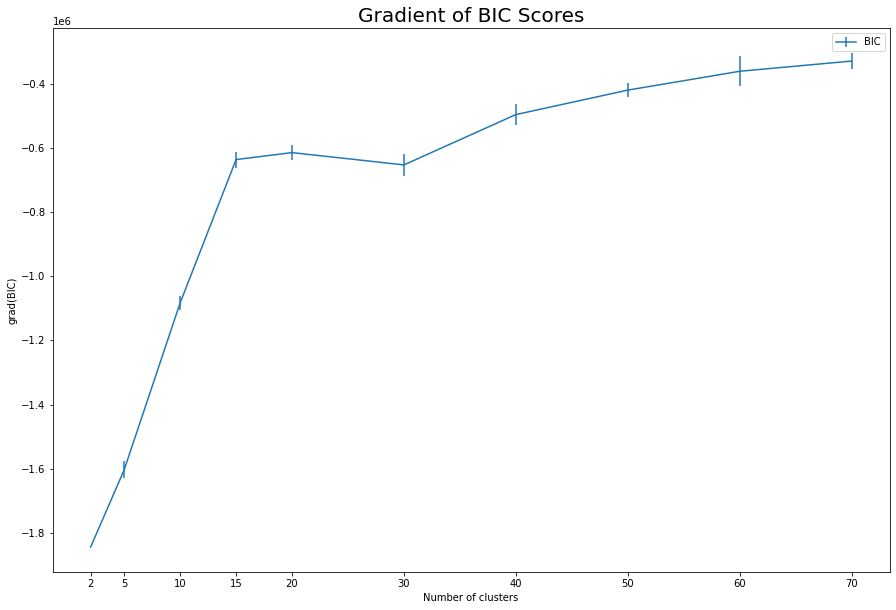 Gradient of BIC Scores
1e6
BIC
−0.4
−0.6
−0.8
−1.0
−1.2
−1.4
−1.6
−1.8
grad(BIC)
2 5 10 15 20 30 40 50 60 70
Number of clusters